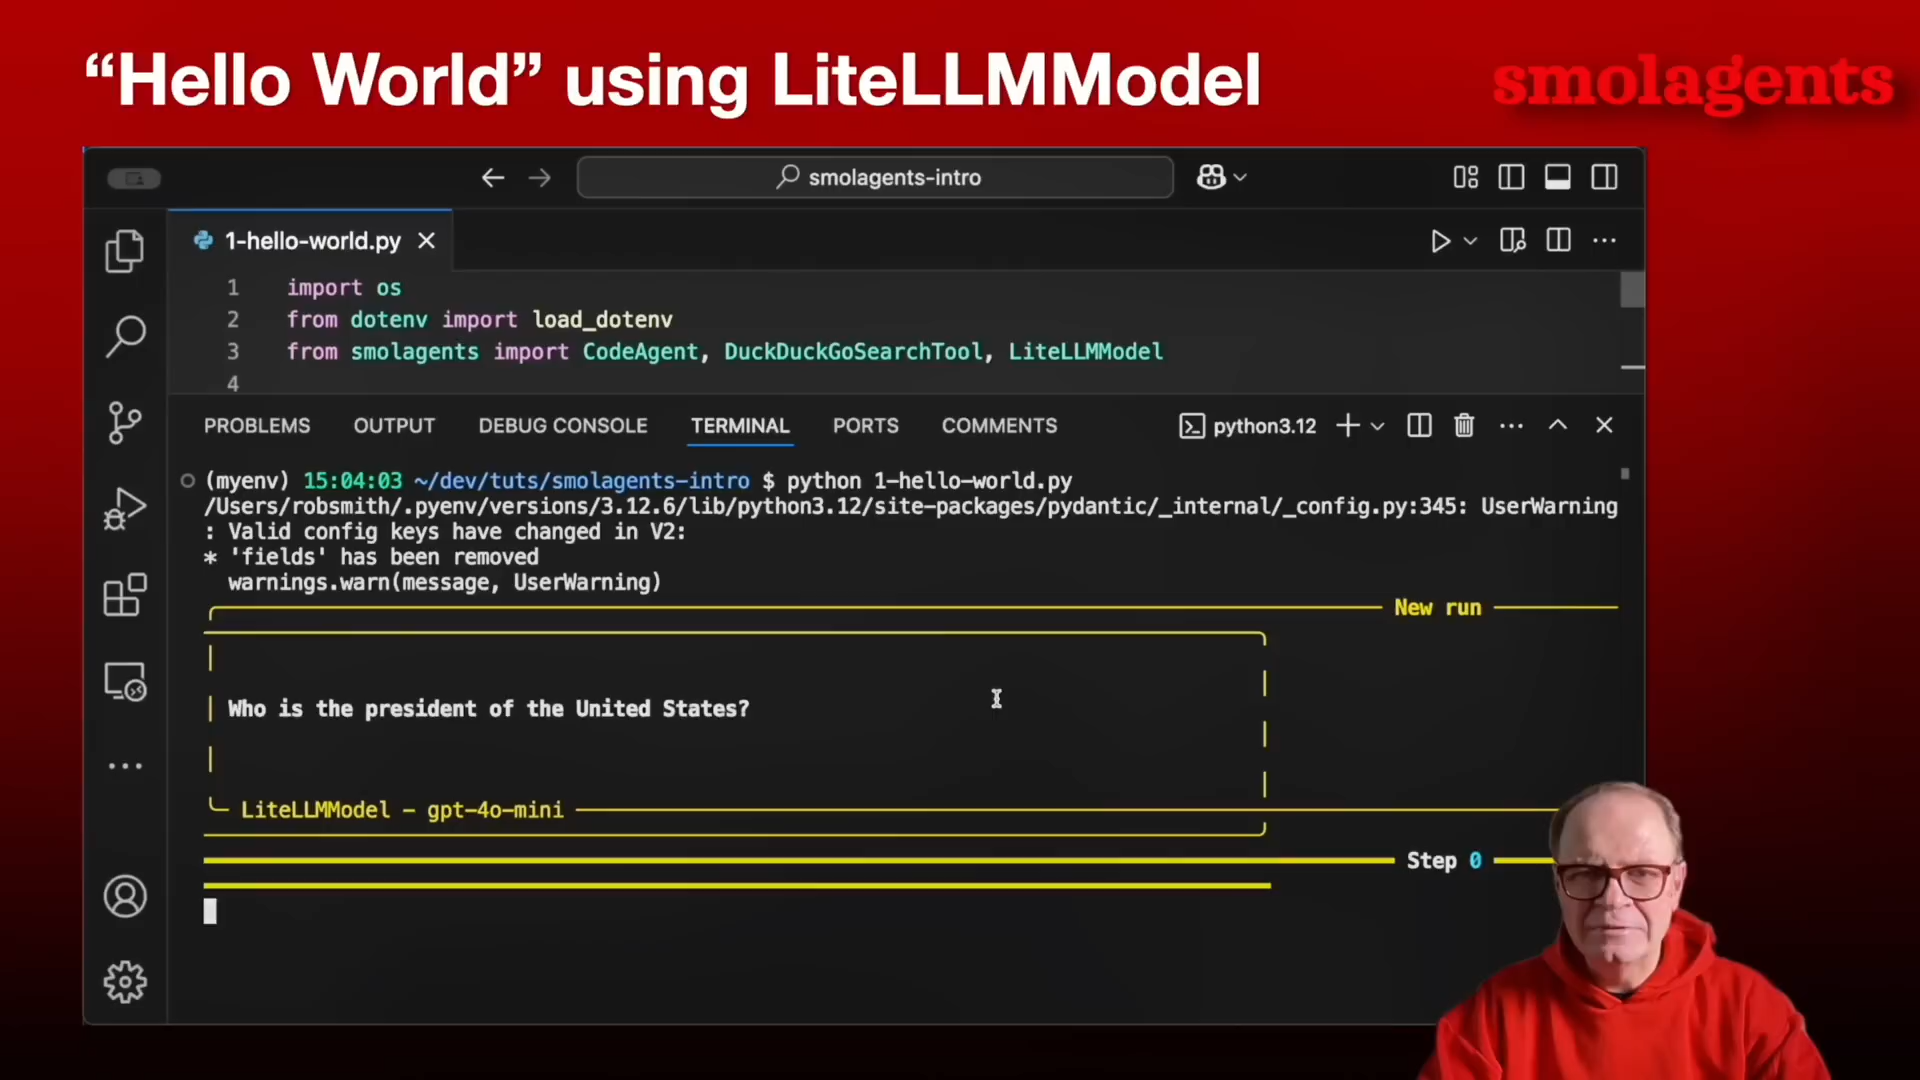 “Hello World” using LiteLLMModel
smolagents
smolagents-intro
1-hello-world.py
1 import os
2 from dotenv import load_dotenv
3 from smolagents import CodeAgent, DuckDuckGoSearchTool, LiteLLMModel
4
PROBLEMS OUTPUT DEBUG CONSOLE TERMINAL PORTS COMMENTS python3.12
(myenv) 15:04:03 ~/dev/tuts/smolagents-intro $ python 1-hello-world.py
/Users/robsmith/.pyenv/versions/3.12.6/lib/python3.12/site-packages/pydantic/_internal/_config.py:345: UserWarning
: Valid config keys have changed in V2:
* 'fields' has been removed
warnings.warn(message, UserWarning)
New run
Who is the president of the United States?
LiteLLMModel - gpt-4o-mini
Step 0